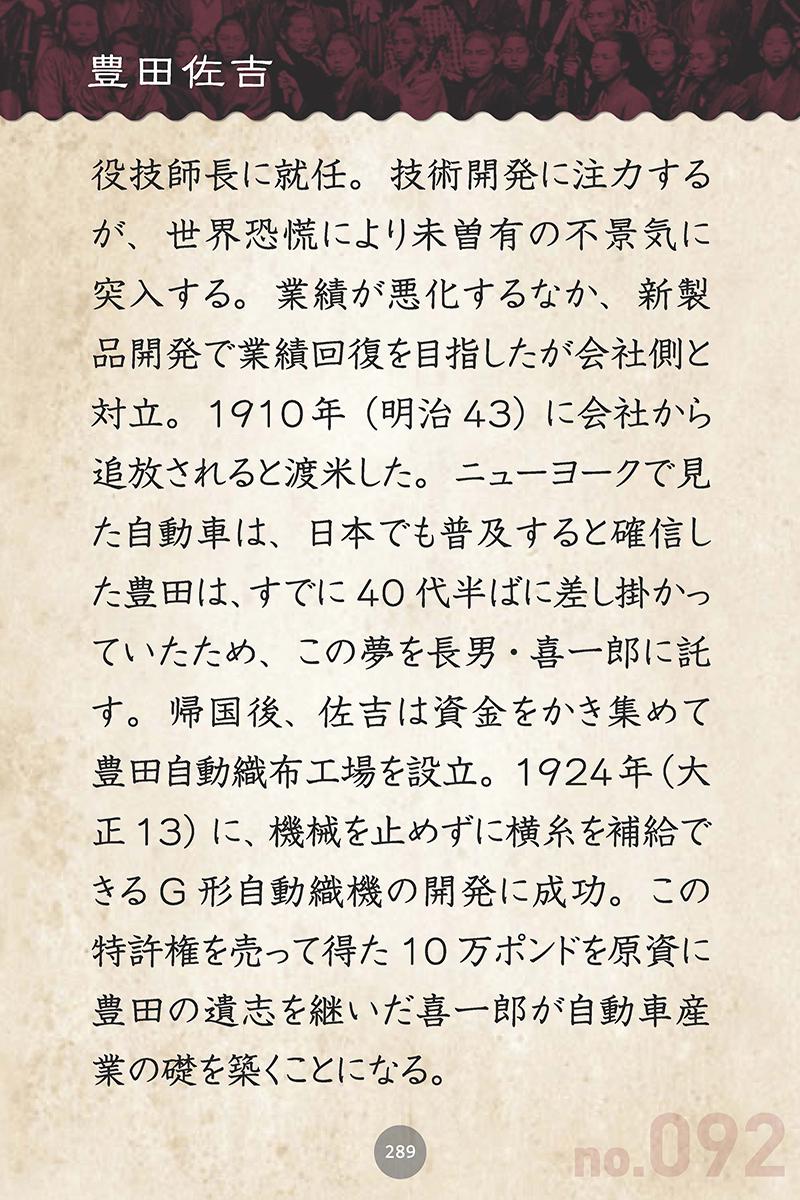 豊田佐吉
役技師長に就任。技術開発に注力する
が、世界恐慌により未曽有の不景気に
突入する。業績が悪化するなか、新製
品開発で業績回復を目指したが会社側と
対立。1910年（明治43）に会社から
追放されると渡米した。ニューヨークで見
た自動車は、日本でも普及すると確信し
た豊田は、すでに40代半ばに差し掛かっ
ていたため、この夢を長男・喜一郎に託
す。帰国後、佐吉は資金をかき集めて
豊田自動織布工場を設立。1924年（大
正13）に、機械を止めずに横糸を補給で
きるG形自動織機の開発に成功。この
特許権を売って得た10万ポンドを原資に
豊田の遺志を継いだ喜一郎が自動車産
業の礎を築くことになる。
289
no.092